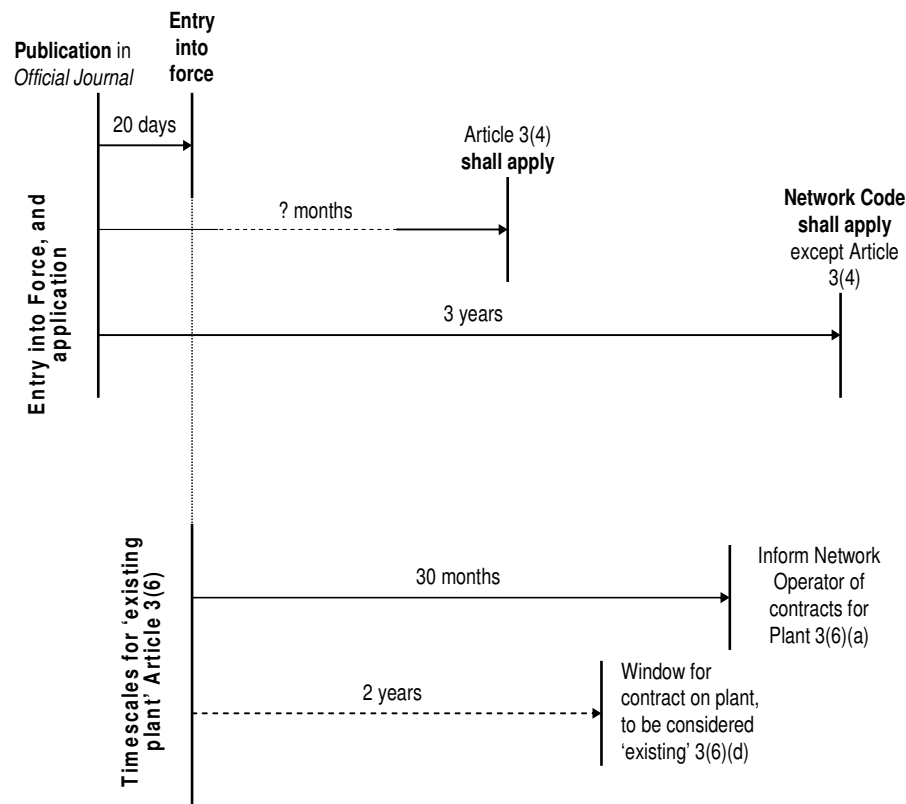 Publication in
Official Journal
Entry
into
force
20 days
Article 3(4)
shall apply
? months
Network Code
shall apply
except Article
3(4)
3 years
Entry into Force, and
application
Timescales for ‘existing
plant’ Article 3(6)
30 months
Inform Network
Operator of
contracts for
Plant 3(6)(a)
2 years
Window for
contract on plant,
to be considered
‘existing’ 3(6)(d)